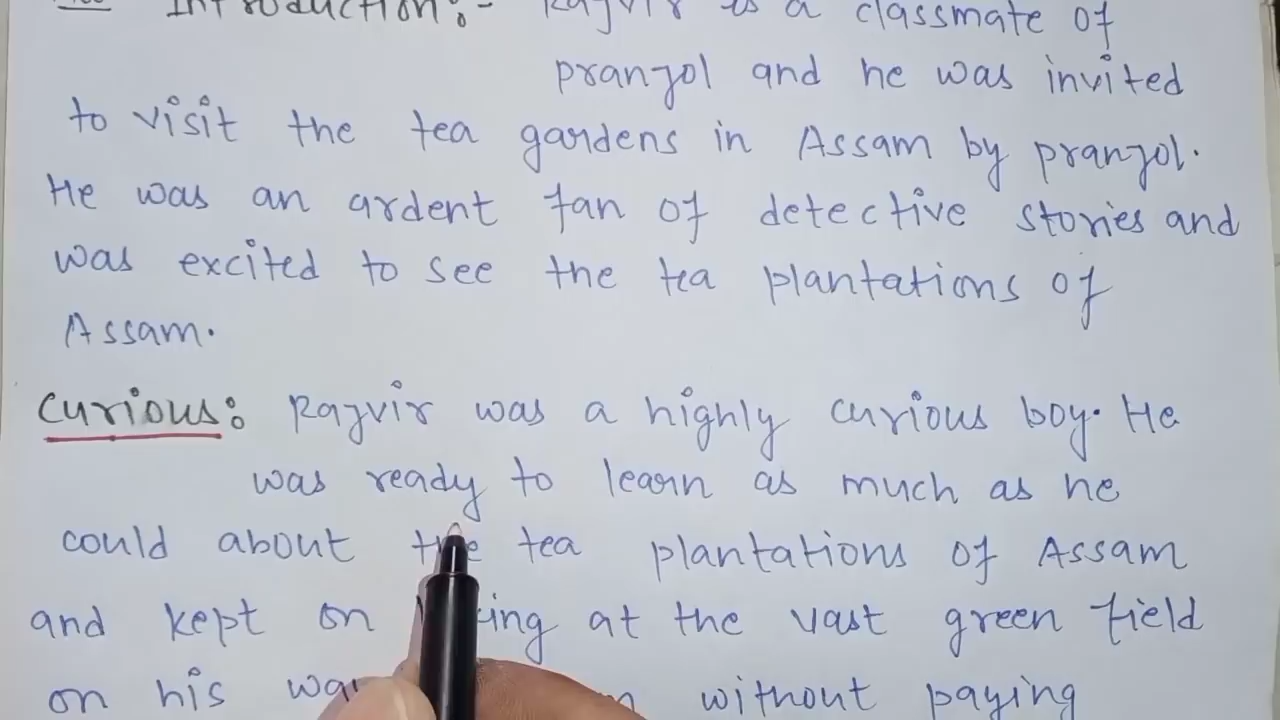 Introduction:- Rajvir is a classmate of
pranjol and he was invited
to visit the tea gardens in Assam by pranjol.
He was an ardent fan of detective stories and
was excited to see the tea plantations of
Assam.
Curious: Rajvir was a highly curious boy. He
was ready to learn as much as he
could about the tea plantations of Assam
and kept on at the vast green field
on his without paying